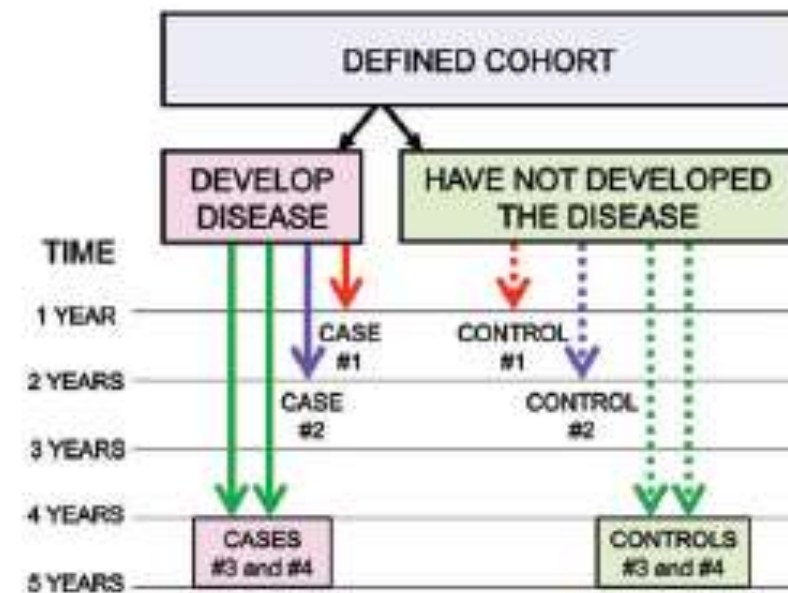 DEFINED COHORT
DEVELOP
DISEASE
HAVE NOT DEVELOPED
THE DISEASE
TIME
1 YEAR
CASE
#1
CONTROL
#1
2 YEARS
CASE
#2
CONTROL
#2
3 YEARS
4 YEARS
CASES
#3 and #4
CONTROLS
#3 and #4
5 YEARS